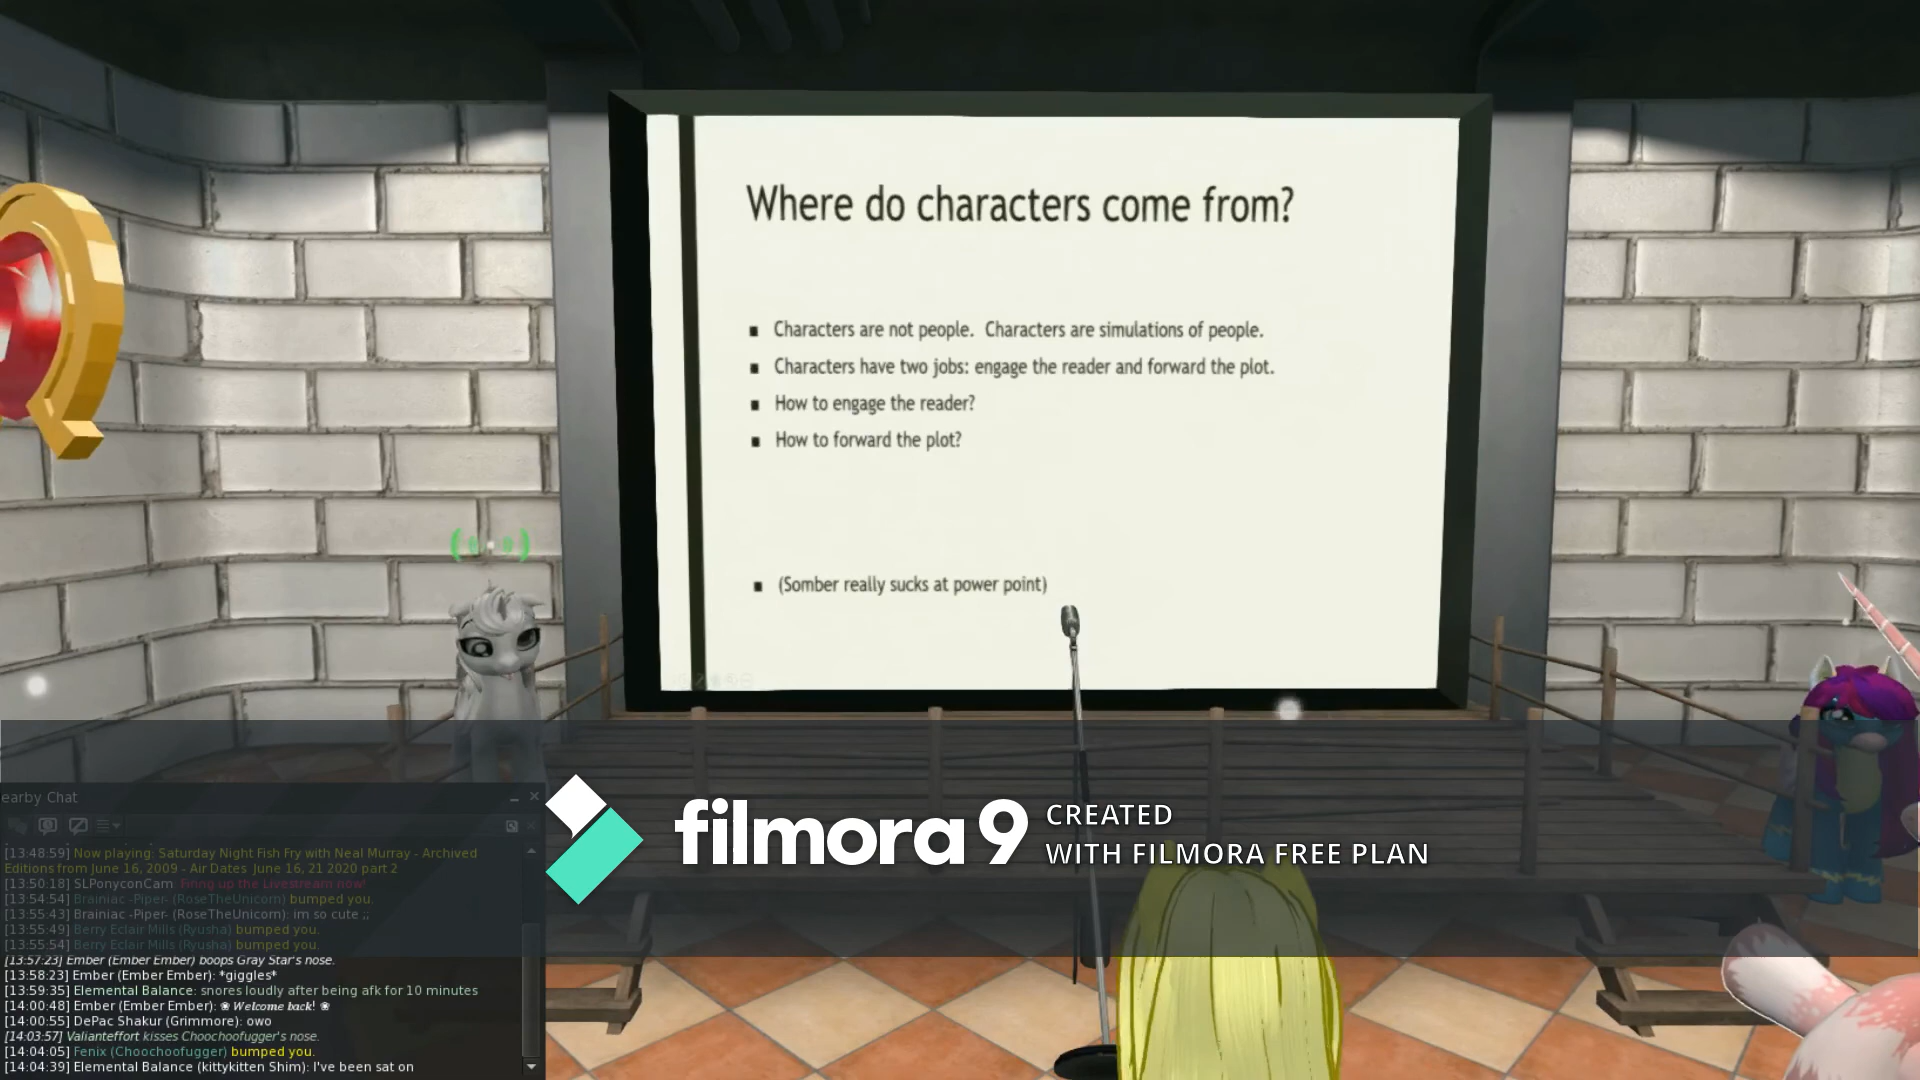 Where do characters come from?
▪ Characters are not people.  Characters are simulations of people.
▪ Characters have two jobs: engage the reader and forward the plot.
▪ How to engage the reader?
▪ How to forward the plot?
▪ (Somber really sucks at power point)
filmora 9
CREATED
WITH FILMORA FREE PLAN
earby Chat
[13:48:59] Now playing: Saturday Night Fish Fry with Neal Murray - Archived
Editions from June 16, 2009 - Air Dates  June 16, 21 2020 part 2
[13:50:18] SLPonyconCam  Firing up the Livestream now!
[13:54:54] Brainiac -Piper- (RoseTheUnicorn) bumped you.
[13:55:43] Brainiac -Piper- (RoseTheUnicorn): im so cute ;;
[13:55:49] Berry Eclair Mills (Ryusha) bumped you.
[13:55:54] Berry Eclair Mills (Ryusha) bumped you.
[13:57:23] Ember (Ember Ember) boops Gray Star's nose.
[13:58:23] Ember (Ember Ember): *giggles*
[13:59:35] Elemental Balance: snores loudly after being afk for 10 minutes
[14:00:48] Ember (Ember Ember): ❀ Welcome back! ❀
[14:00:55] DePac Shakur (Grimmore): owo
[14:03:57] Valianteffort kisses Choochoofugger's nose.
[14:04:05] Fenix (Choochoofugger) bumped you.
[14:04:39] Elemental Balance (kittykitten Shim): I've been sat on